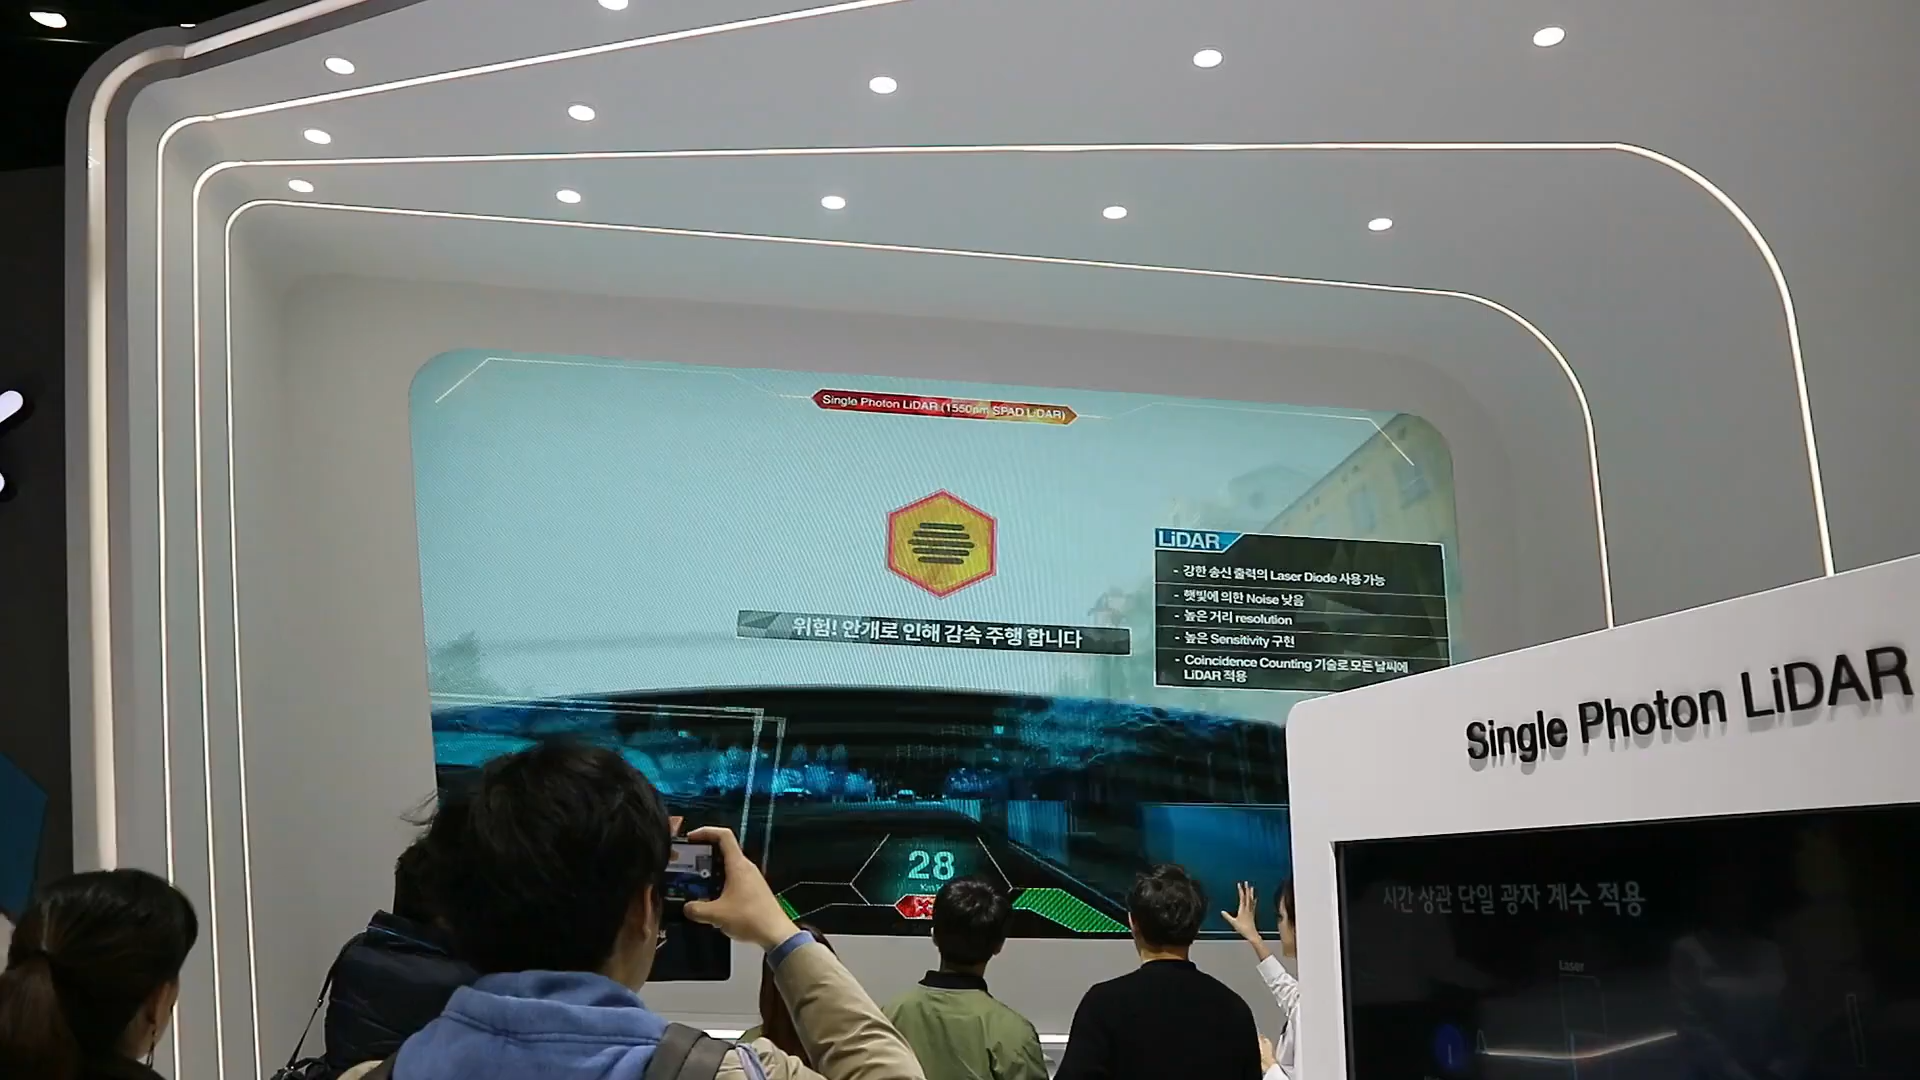 Single Photon LiDAR (1550nm SPAD LiDAR)
LiDAR
- 강한 송신 출력의 Laser Diode 사용 가능
- 햇빛에 의한 Noise 낮음
- 높은 거리 resolution
- 높은 Sensitivity 구현
- Coincidence Counting 기술로 모든 날씨에
LiDAR 적용
위험! 안개로 인해 감속 주행 합니다
28
Km/h
Single Photon LiDAR
시간 상관 단일 광자 계수 적용
Laser